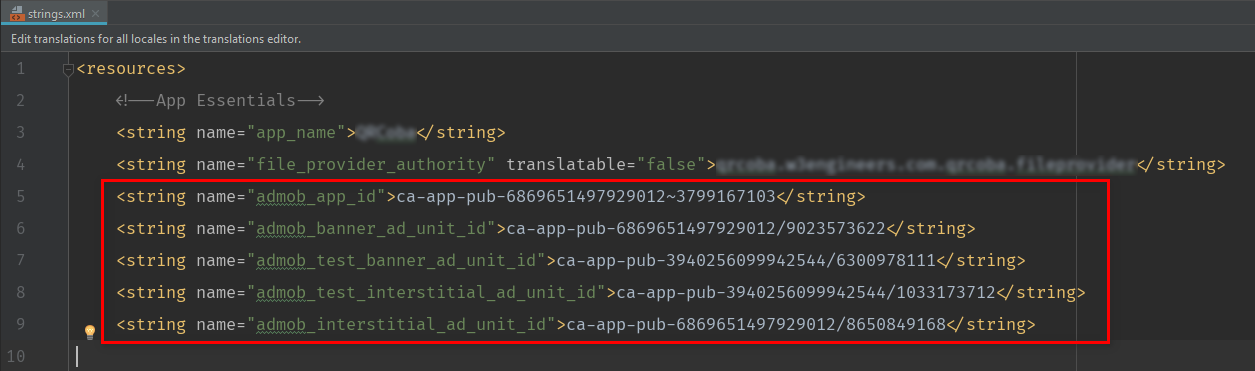 strings.xml
Edit translations for all locales in the translations editor.
1 <resources>
2 <!--App Essentials-->
3 <string name="app_name"></string>
4 <string name="file_provider_authority" translatable="false"></string>
5 <string name="admob_app_id">ca-app-pub-6869651497929012~3799167103</string>
6 <string name="admob_banner_ad_unit_id">ca-app-pub-6869651497929012/9023573622</string>
7 <string name="admob_test_banner_ad_unit_id">ca-app-pub-3940256099942544/6300978111</string>
8 <string name="admob_test_interstitial_ad_unit_id">ca-app-pub-3940256099942544/1033173712</string>
9 <string name="admob_interstitial_ad_unit_id">ca-app-pub-6869651497929012/8650849168</string>
10